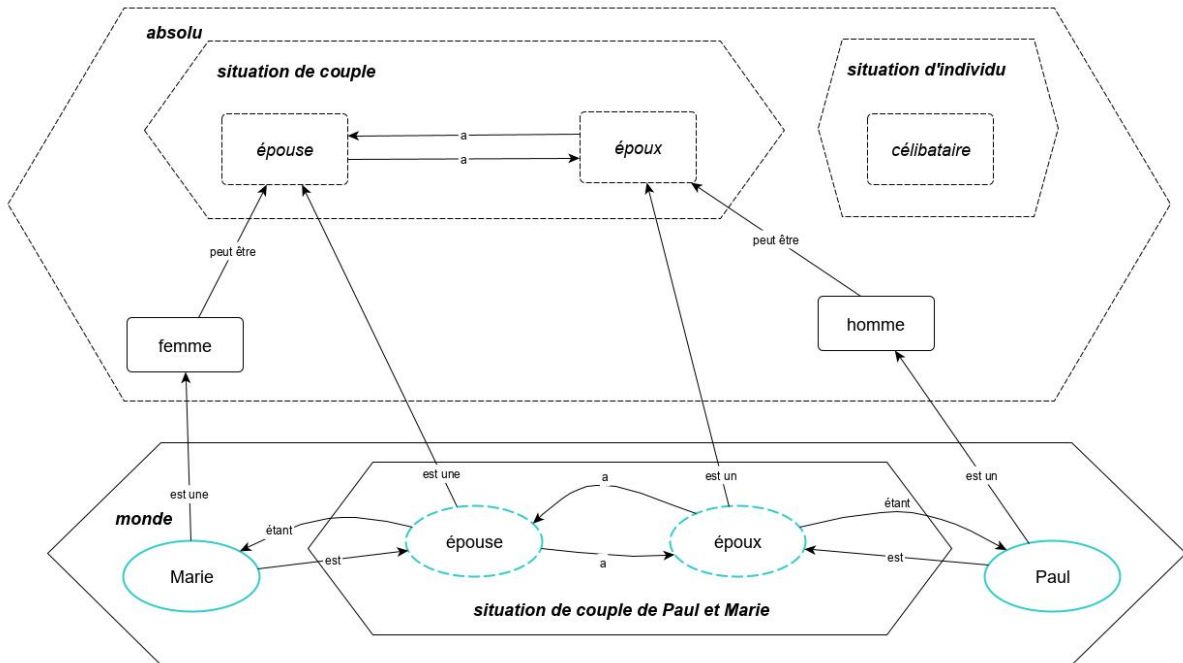 absolu
situation de couple
situation d'individu
a
épouse
époux
célibataire
a
peut être
peut être
femme
homme
est une
est un
a
est un
est une
monde
étant
étant
Marie
est
épouse
époux
est
Paul
a
situation de couple de Paul et Marie